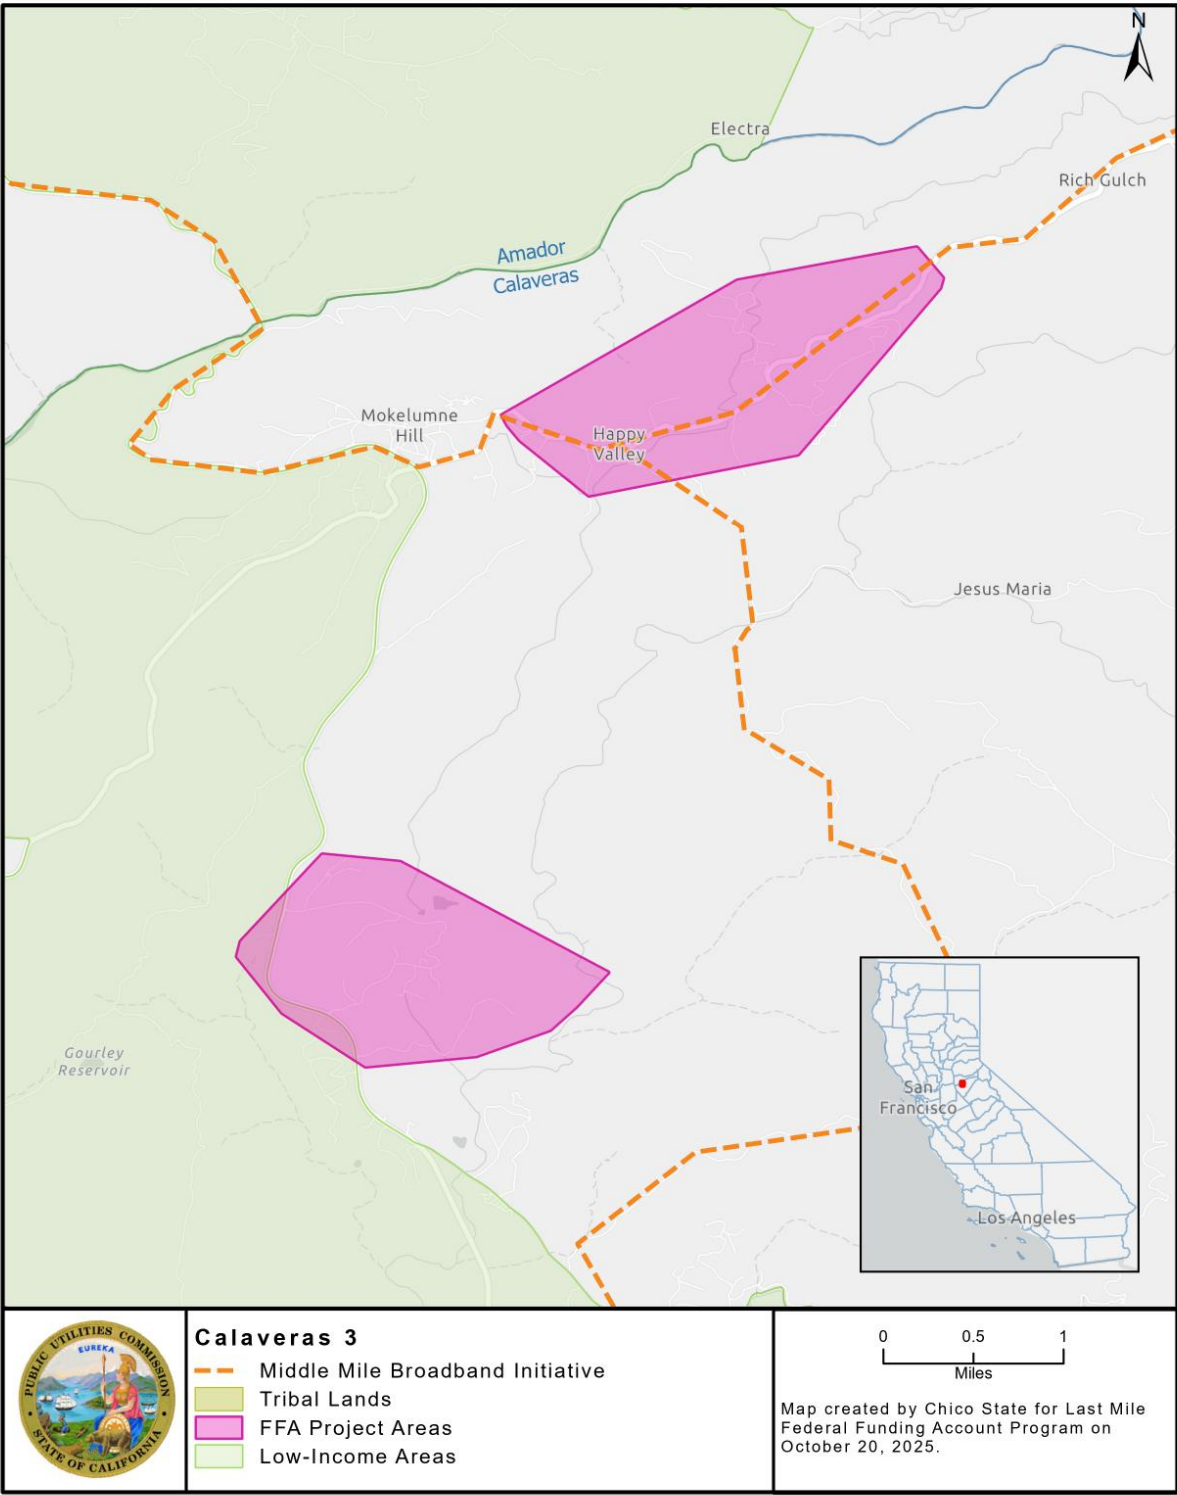 N
Electra
Rich Gulch
Amador
Calaveras
Mokelumne
Hill
Happy
Valley
Jesus Maria
Gourley
Reservoir
San
Francisco
Los Angeles
PUBLIC UTILITIES COMMISSION
EUREKA
STATE OF CALIFORNIA
Calaveras 3
Middle Mile Broadband Initiative
Tribal Lands
FFA Project Areas
Low-Income Areas
0 0.5 1
Miles
Map created by Chico State for Last Mile
Federal Funding Account Program on
October 20, 2025.